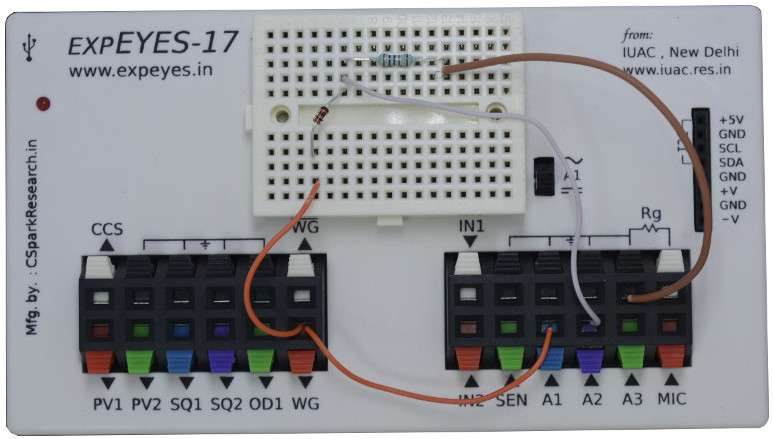 EXPEYES-17
www.expeyes.in
from:
IUAC , New Delhi
www.iuac.res.in
Mfg. by. : CSparkResearch.in
+5V
GND
SCL
SDA
GND
+V
GND
−V
A1
CCS
WG
IN1
Rg
PV1 PV2 SQ1 SQ2 OD1 WG
IN2 SEN A1 A2 A3 MIC